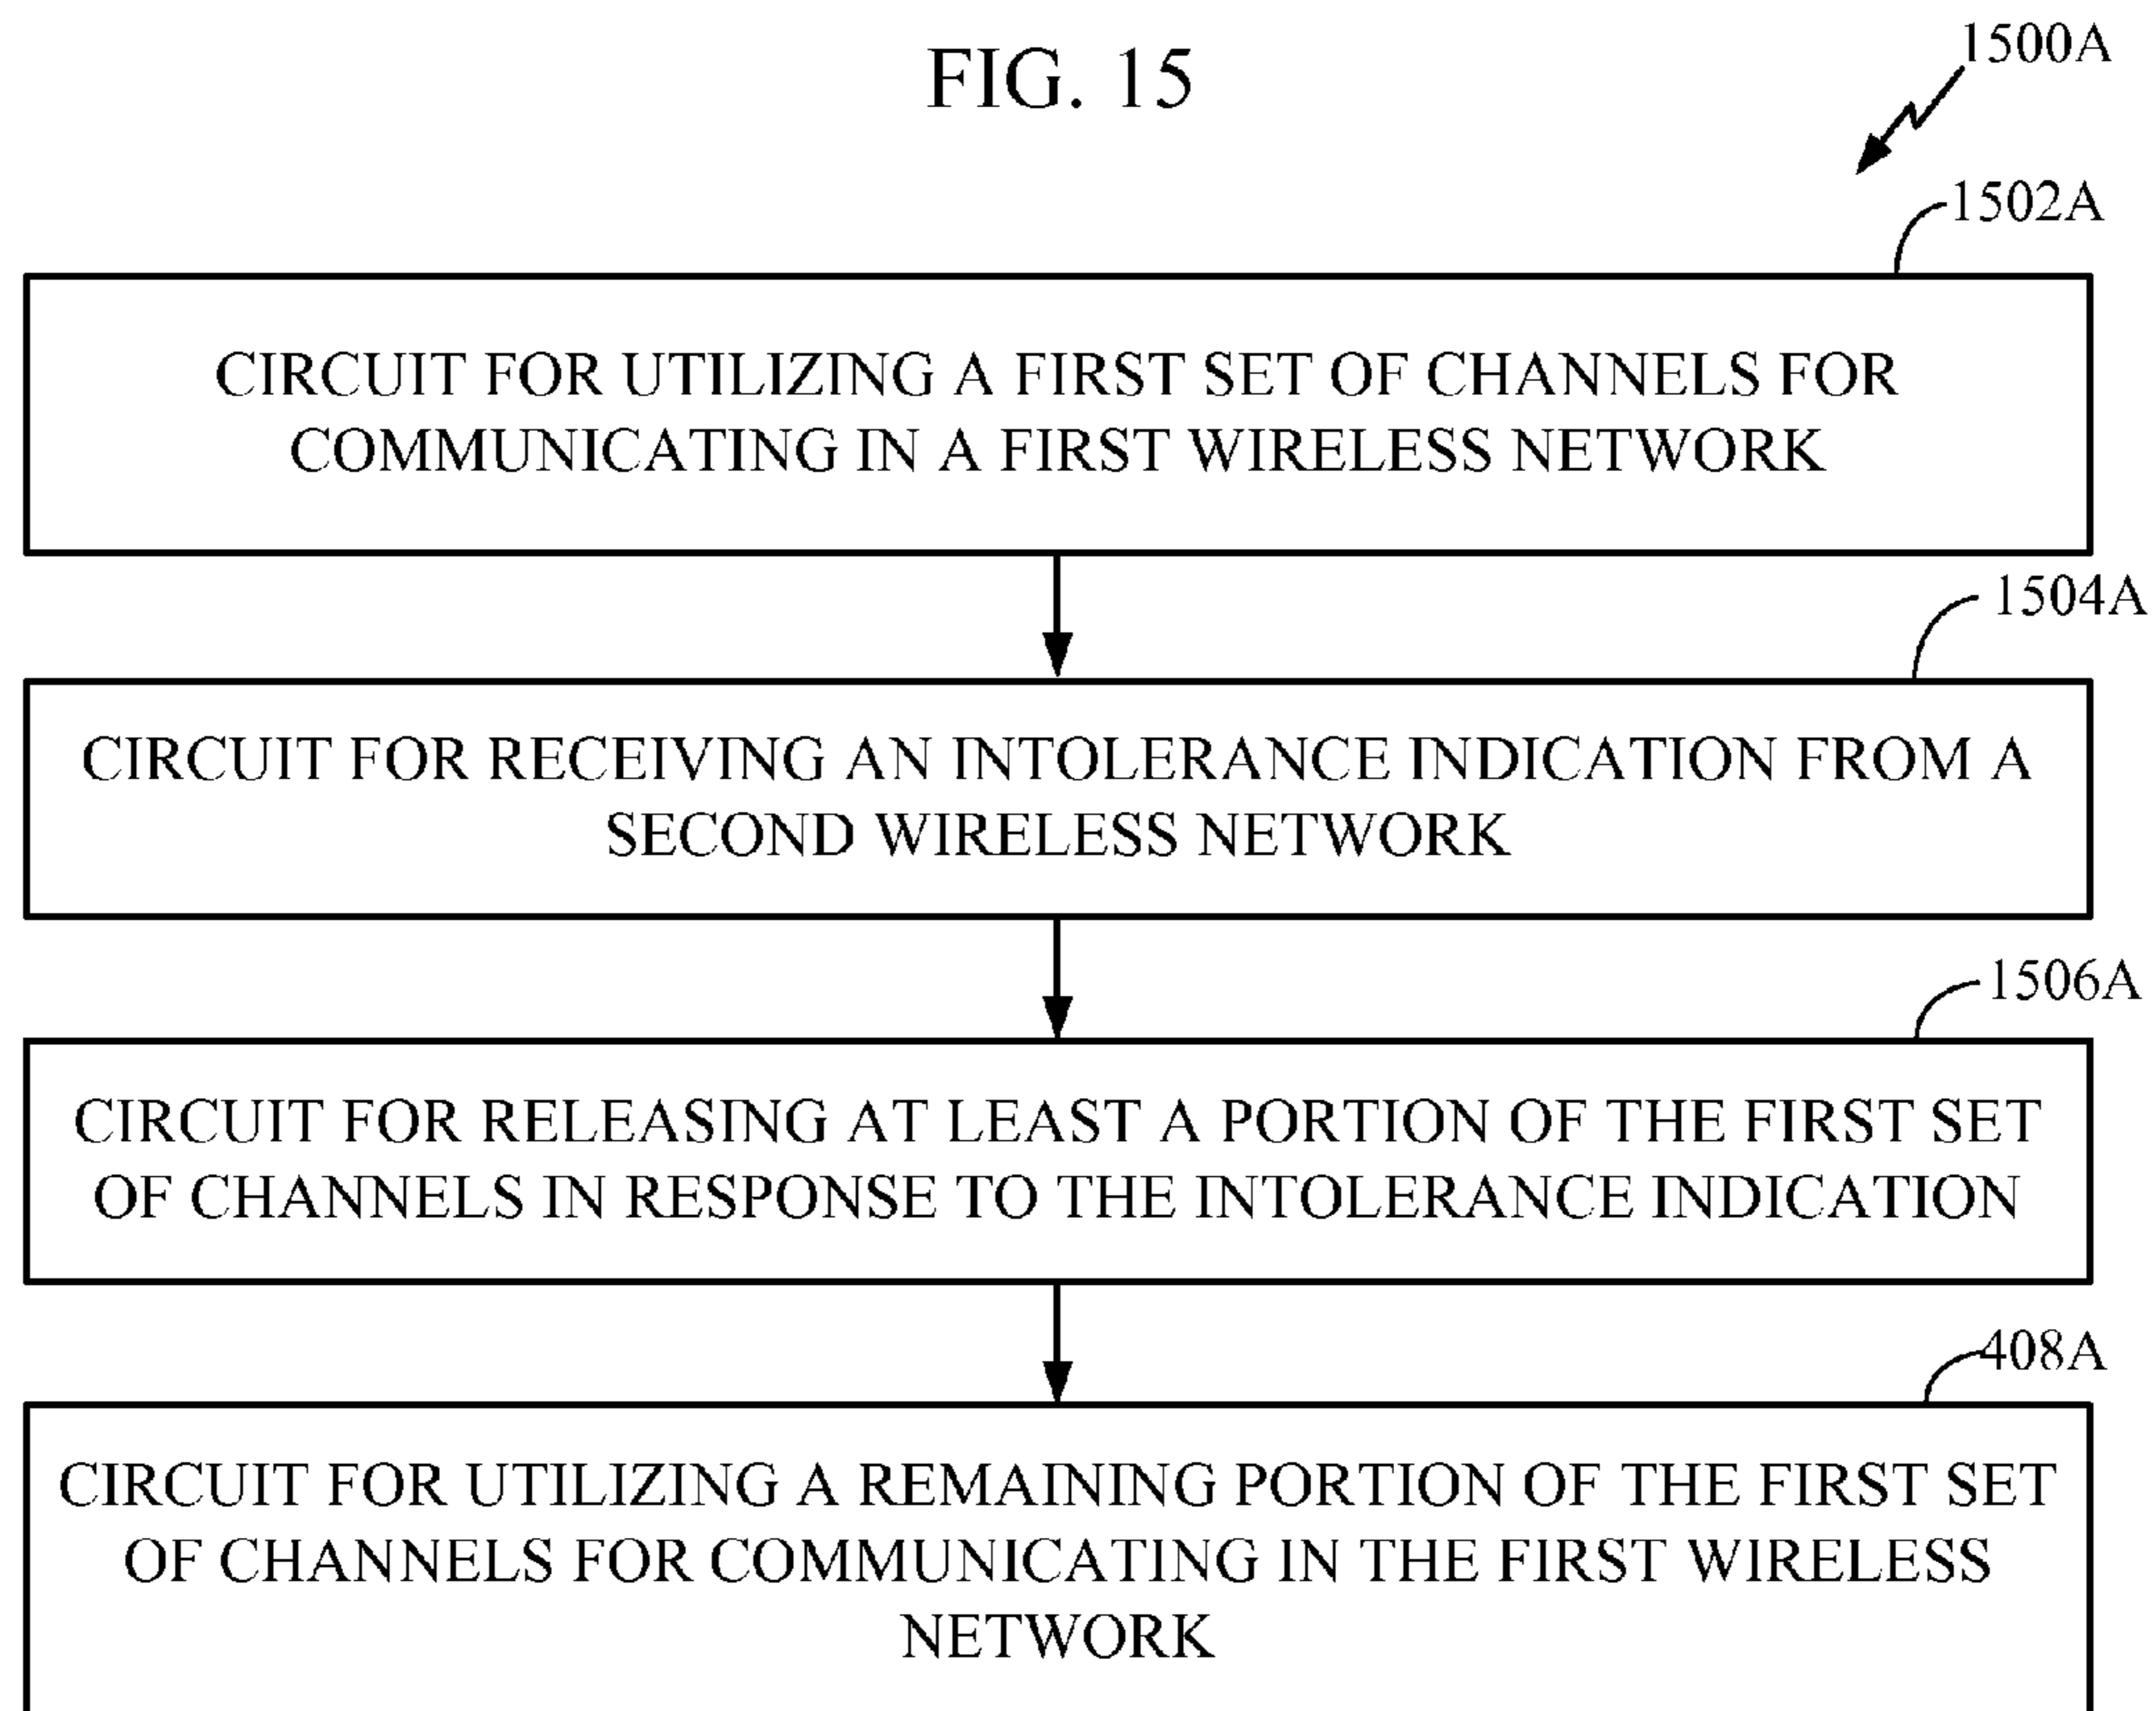 FIG. 15
1500A
1502A
CIRCUIT FOR UTILIZING A FIRST SET OF CHANNELS FOR
COMMUNICATING IN A FIRST WIRELESS NETWORK
1504A
CIRCUIT FOR RECEIVING AN INTOLERANCE INDICATION FROM A
SECOND WIRELESS NETWORK
1506A
CIRCUIT FOR RELEASING AT LEAST A PORTION OF THE FIRST SET
OF CHANNELS IN RESPONSE TO THE INTOLERANCE INDICATION
408A
CIRCUIT FOR UTILIZING A REMAINING PORTION OF THE FIRST SET
OF CHANNELS FOR COMMUNICATING IN THE FIRST WIRELESS
NETWORK